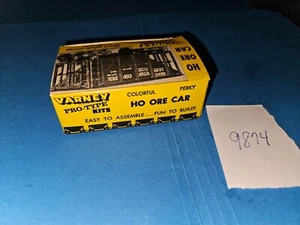 VARNEY
PRO-TYPE
KITS
COLORFUL
PERKY
HO ORE CAR
EASY TO ASSEMBLE...FUN TO BUILD!
HO ORE
CAR
9874